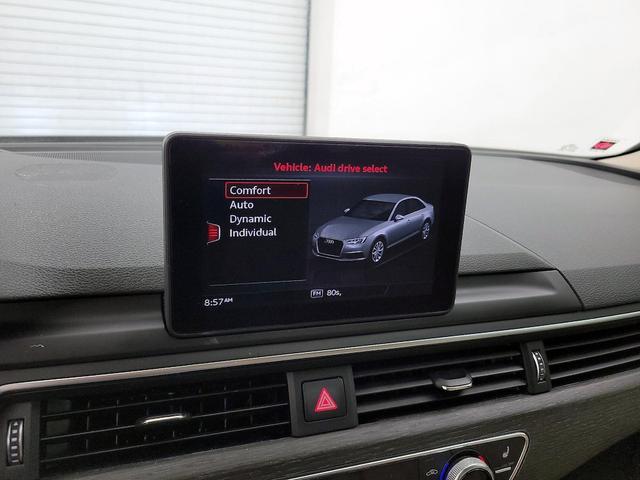 Vehicle: Audi drive select
Comfort
Auto
Dynamic
Individual
8:57AM
FM 80s,